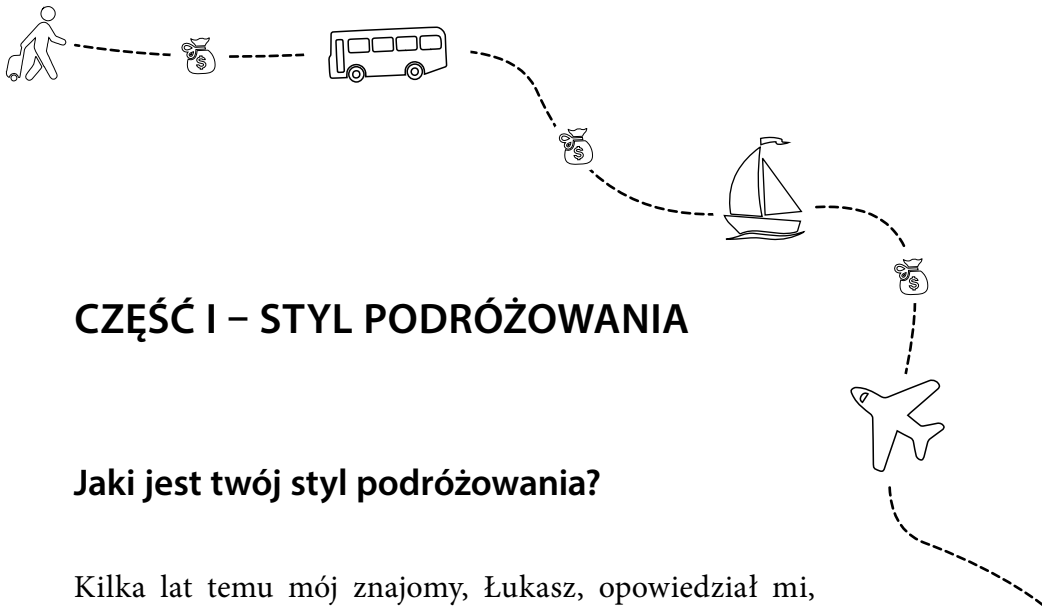 $
$
$
CZĘŚĆ I – STYL PODRÓŻOWANIA
Jaki jest twój styl podróżowania?
Kilka lat temu mój znajomy, Łukasz, opowiedział mi,